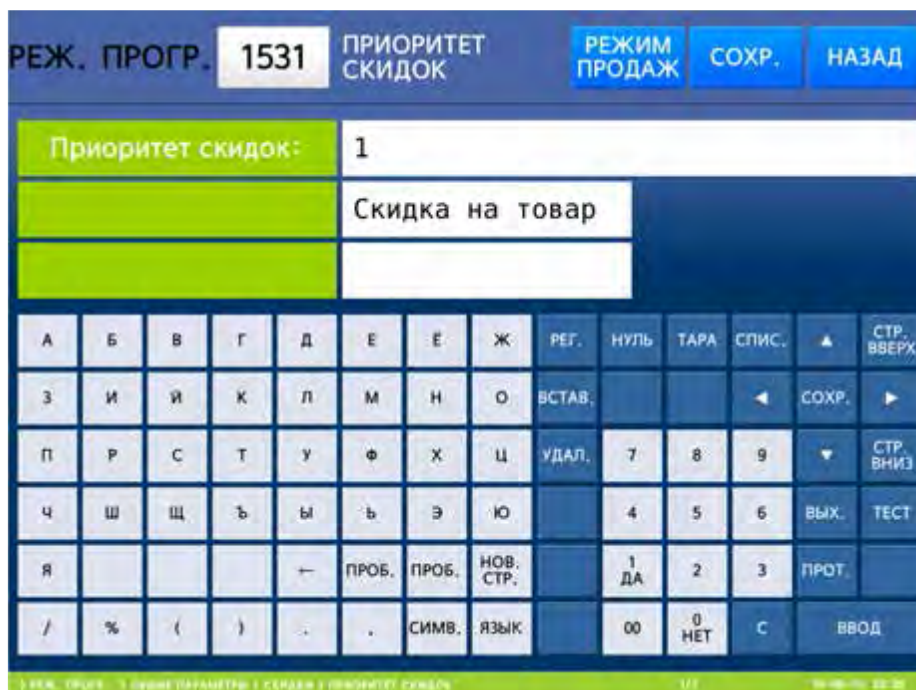 РЕЖ. ПРОГР. 1531 ПРИОРИТЕТ СКИДОК РЕЖИМ ПРОДАЖ СОХР. НАЗАД
Приоритет скидок: 1
Скидка на товар
А Б В Г Д Е Ё Ж РЕГ. НУЛЬ ТАРА СПИС. ▲ СТР. ВВЕРХ
З И Й К Л М Н О ВСТАВ. ◄ СОХР. ►
П Р С Т У Ф Х Ц УДАЛ. 7 8 9 ▼ СТР. ВНИЗ
Ч Ш Щ Ъ Ы Ь Э Ю 4 5 6 ВЫХ. ТЕСТ
Я ← ПРОБ. ПРОБ. НОВ. СТР. 1 ДА 2 3 ПРОТ.
/ % ( ) . , СИМВ. ЯЗЫК 00 0 НЕТ C ВВОД